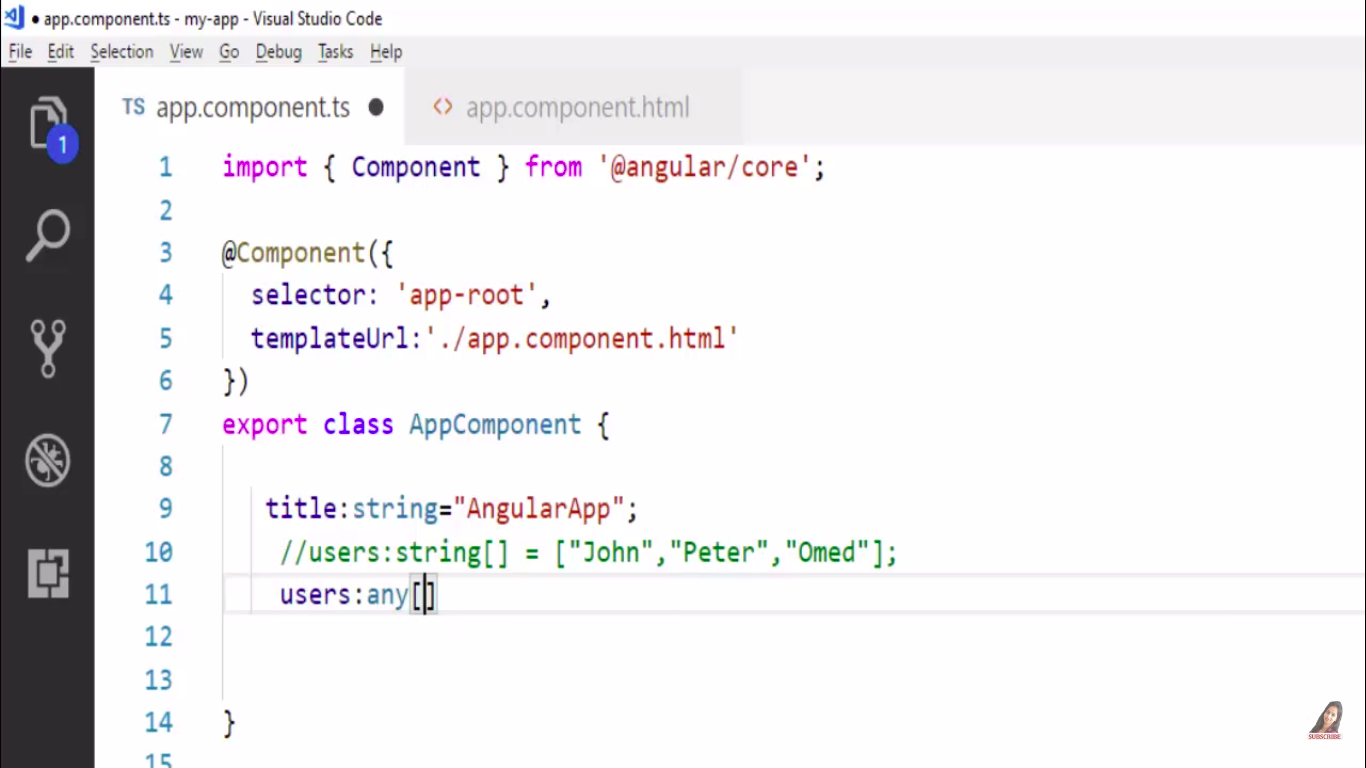 app.component.ts - my-app - Visual Studio Code
File Edit Selection View Go Debug Tasks Help
TS app.component.ts ● <> app.component.html
1
1 import { Component } from '@angular/core';
2
3 @Component({
4 selector: 'app-root',
5 templateUrl:'./app.component.html'
6 })
7 export class AppComponent {
8
9 title:string="AngularApp";
10 //users:string[] = ["John","Peter","Omed"];
11 users:any[]
12
13
14 }
15
SUBSCRIBE